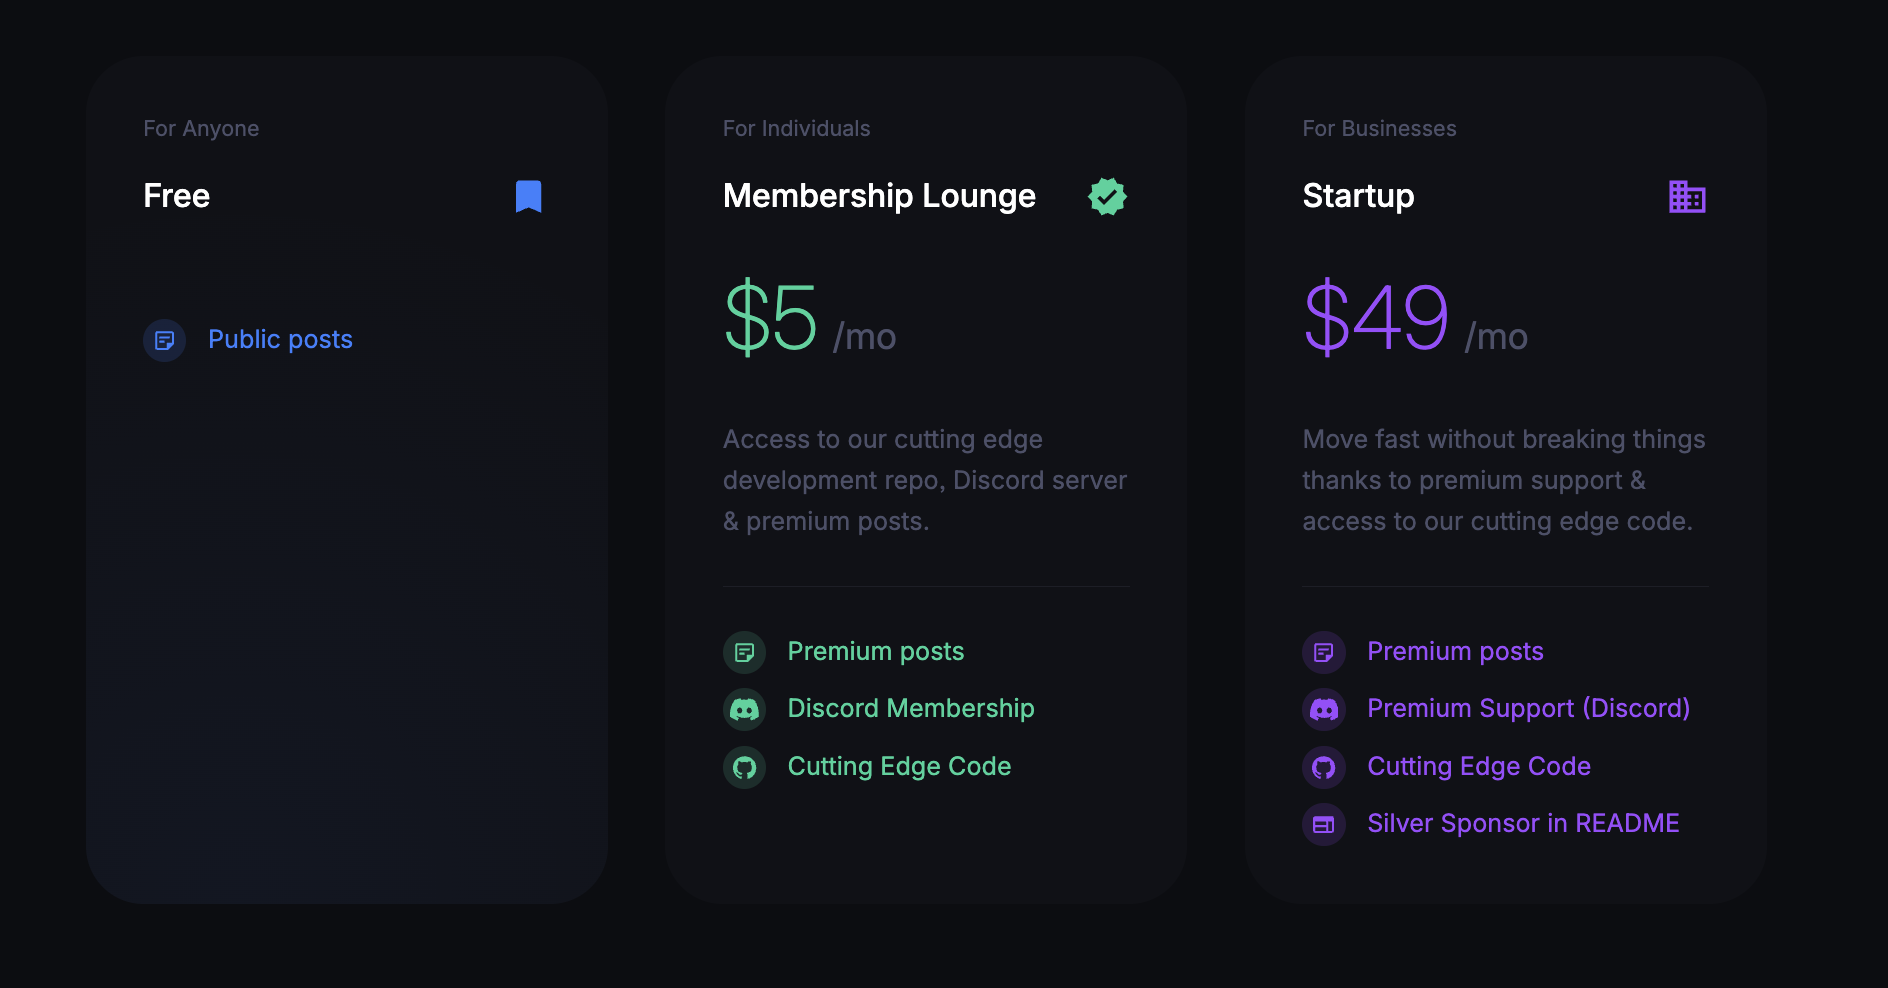 For Anyone
Free
Public posts
For Individuals
Membership Lounge
$5 /mo
Access to our cutting edge
development repo, Discord server
& premium posts.
Premium posts
Discord Membership
Cutting Edge Code
For Businesses
Startup
$49 /mo
Move fast without breaking things
thanks to premium support &
access to our cutting edge code.
Premium posts
Premium Support (Discord)
Cutting Edge Code
Silver Sponsor in README